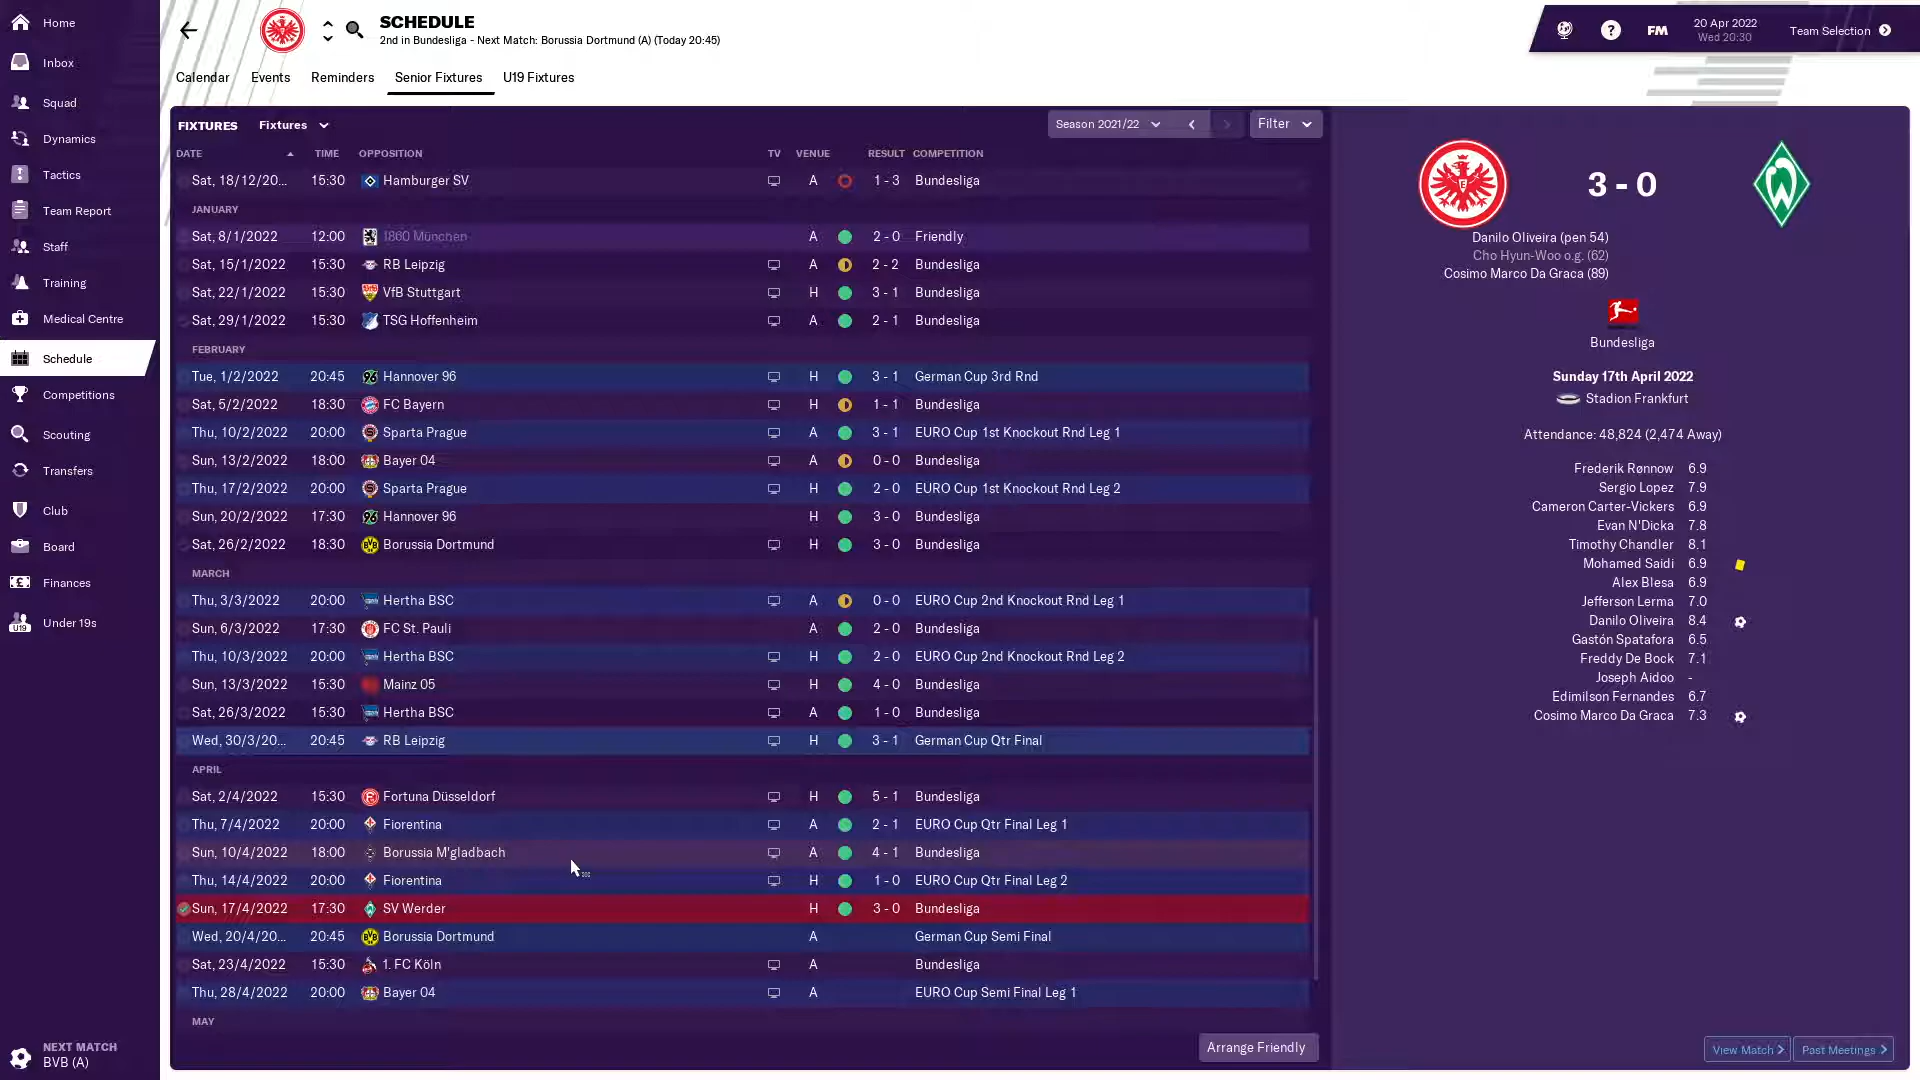 Home
Inbox
Squad
Dynamics
Tactics
Team Report
Staff
Training
Medical Centre
Schedule
Competitions
Scouting
Transfers
Club
Board
Finances
U19
Under 19s
NEXT MATCH
BVB (A)
SCHEDULE
2nd in Bundesliga - Next Match: Borussia Dortmund (A) (Today 20:45)
FM
20 Apr 2022
Wed 20:30
Team Selection
Calendar Events Reminders Senior Fixtures U19 Fixtures
FIXTURES Fixtures Season 2021/22 Filter
DATE TIME OPPOSITION TV VENUE RESULT COMPETITION
Sat, 18/12/20... 15:30 Hamburger SV A 1 - 3 Bundesliga
JANUARY
Sat, 8/1/2022 12:00 1860 München A 2 - 0 Friendly
Sat, 15/1/2022 15:30 RB Leipzig A 2 - 2 Bundesliga
Sat, 22/1/2022 15:30 VfB Stuttgart H 3 - 1 Bundesliga
Sat, 29/1/2022 15:30 TSG Hoffenheim A 2 - 1 Bundesliga
FEBRUARY
Tue, 1/2/2022 20:45 Hannover 96 H 3 - 1 German Cup 3rd Rnd
Sat, 5/2/2022 18:30 FC Bayern H 1 - 1 Bundesliga
Thu, 10/2/2022 20:00 Sparta Prague A 3 - 1 EURO Cup 1st Knockout Rnd Leg 1
Sun, 13/2/2022 18:00 Bayer 04 A 0 - 0 Bundesliga
Thu, 17/2/2022 20:00 Sparta Prague H 2 - 0 EURO Cup 1st Knockout Rnd Leg 2
Sun, 20/2/2022 17:30 Hannover 96 H 3 - 0 Bundesliga
Sat, 26/2/2022 18:30 Borussia Dortmund H 3 - 0 Bundesliga
MARCH
Thu, 3/3/2022 20:00 Hertha BSC A 0 - 0 EURO Cup 2nd Knockout Rnd Leg 1
Sun, 6/3/2022 17:30 FC St. Pauli A 2 - 0 Bundesliga
Thu, 10/3/2022 20:00 Hertha BSC H 2 - 0 EURO Cup 2nd Knockout Rnd Leg 2
Sun, 13/3/2022 15:30 Mainz 05 H 4 - 0 Bundesliga
Sat, 26/3/2022 15:30 Hertha BSC A 1 - 0 Bundesliga
Wed, 30/3/20... 20:45 RB Leipzig H 3 - 1 German Cup Qtr Final
APRIL
Sat, 2/4/2022 15:30 Fortuna Düsseldorf H 5 - 1 Bundesliga
Thu, 7/4/2022 20:00 Fiorentina A 2 - 1 EURO Cup Qtr Final Leg 1
Sun, 10/4/2022 18:00 Borussia M'gladbach A 4 - 1 Bundesliga
Thu, 14/4/2022 20:00 Fiorentina H 1 - 0 EURO Cup Qtr Final Leg 2
Sun, 17/4/2022 17:30 SV Werder H 3 - 0 Bundesliga
Wed, 20/4/20... 20:45 Borussia Dortmund A German Cup Semi Final
Sat, 23/4/2022 15:30 1. FC Köln A Bundesliga
Thu, 28/4/2022 20:00 Bayer 04 A EURO Cup Semi Final Leg 1
MAY
Arrange Friendly
3 - 0
Danilo Oliveira (pen 54)
Cho Hyun-Woo o.g. (62)
Cosimo Marco Da Graca (89)
Bundesliga
Sunday 17th April 2022
Stadion Frankfurt
Attendance: 48,824 (2,474 Away)
Frederik Rønnow 6.9
Sergio Lopez 7.9
Cameron Carter-Vickers 6.9
Evan N'Dicka 7.8
Timothy Chandler 8.1
Mohamed Saidi 6.9
Alex Blesa 6.9
Jefferson Lerma 7.0
Danilo Oliveira 8.4
Gastón Spatafora 6.5
Freddy De Bock 7.1
Joseph Aidoo -
Edimilson Fernandes 6.7
Cosimo Marco Da Graca 7.3
View Match Past Meetings